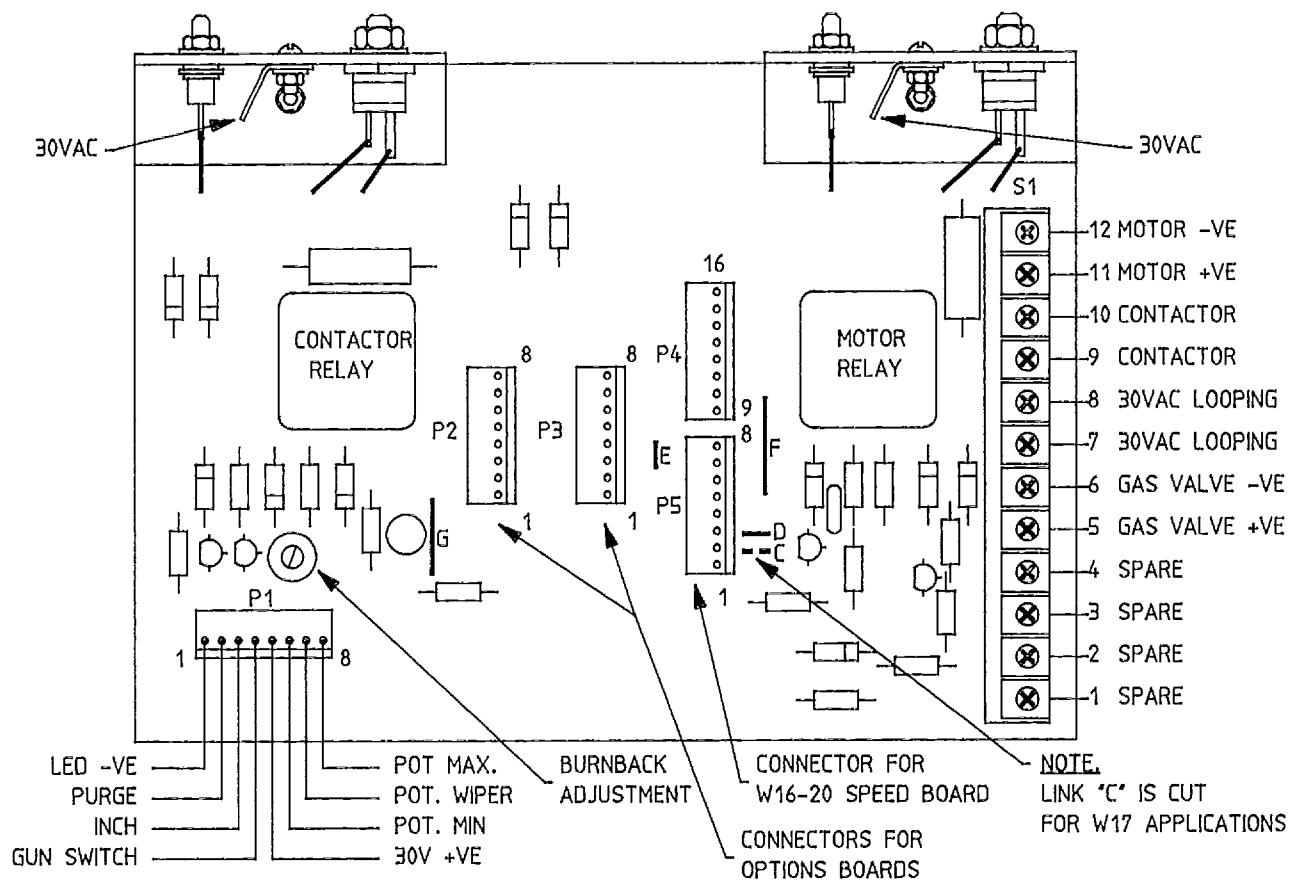 30VAC
30VAC
S1
12 MOTOR -VE
11 MOTOR +VE
10 CONTACTOR
9 CONTACTOR
8 30VAC LOOPING
7 30VAC LOOPING
6 GAS VALVE -VE
5 GAS VALVE +VE
4 SPARE
3 SPARE
2 SPARE
1 SPARE
CONTACTOR
RELAY
MOTOR
RELAY
16
P4
9
8
P2
1
8
P3
1
8
P5
1
E
F
D
C
G
P1
1
8
LED -VE
PURGE
INCH
GUN SWITCH
POT MAX.
POT. WIPER
POT. MIN
30V +VE
BURNBACK
ADJUSTMENT
CONNECTOR FOR
W16-20 SPEED BOARD
CONNECTORS FOR
OPTIONS BOARDS
NOTE.
LINK "C" IS CUT
FOR W17 APPLICATIONS